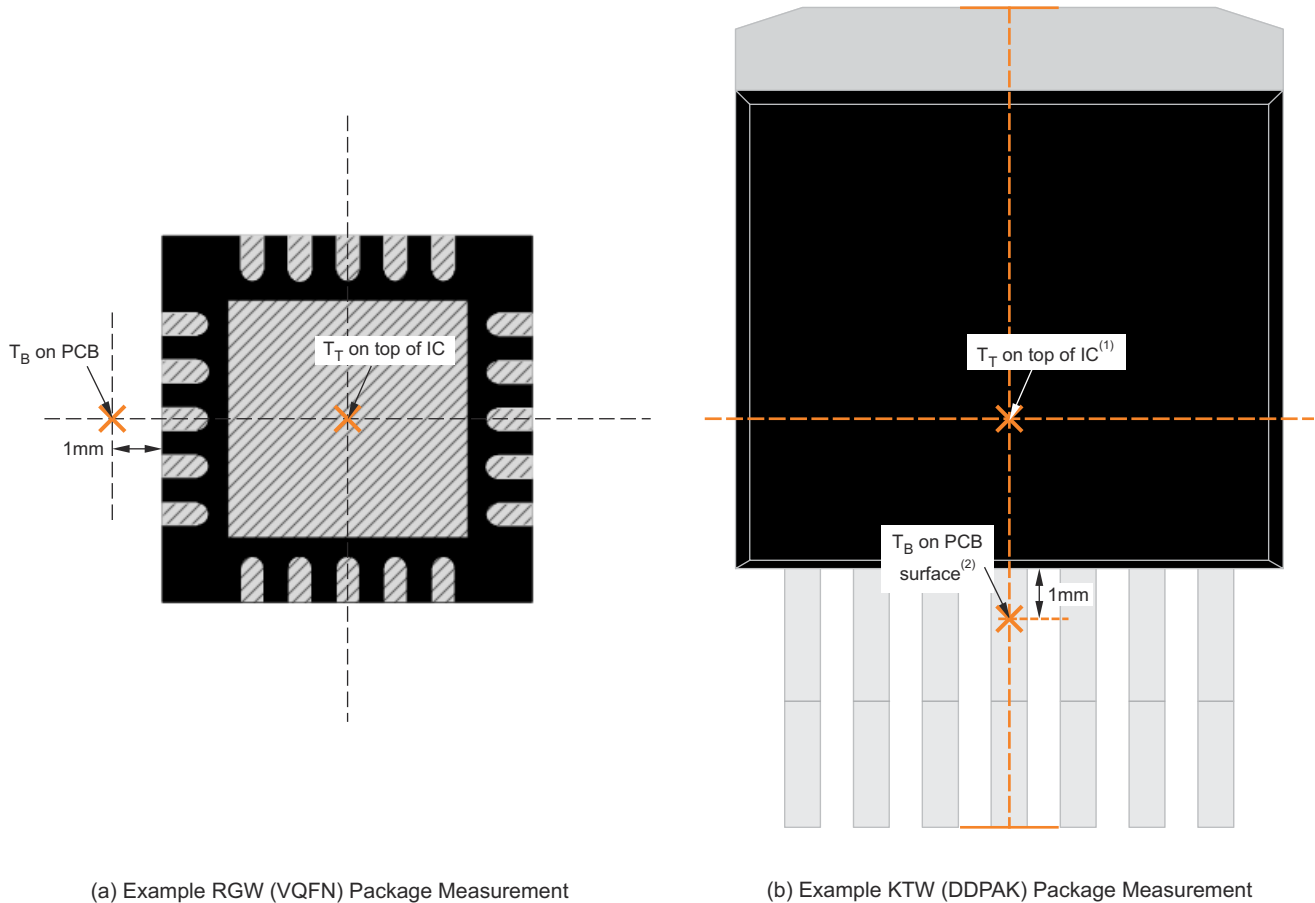 T_B on PCB
T_T on top of IC
1mm
T_T on top of IC(1)
T_B on PCB
surface(2)
1mm
(a) Example RGW (VQFN) Package Measurement
(b) Example KTW (DDPAK) Package Measurement